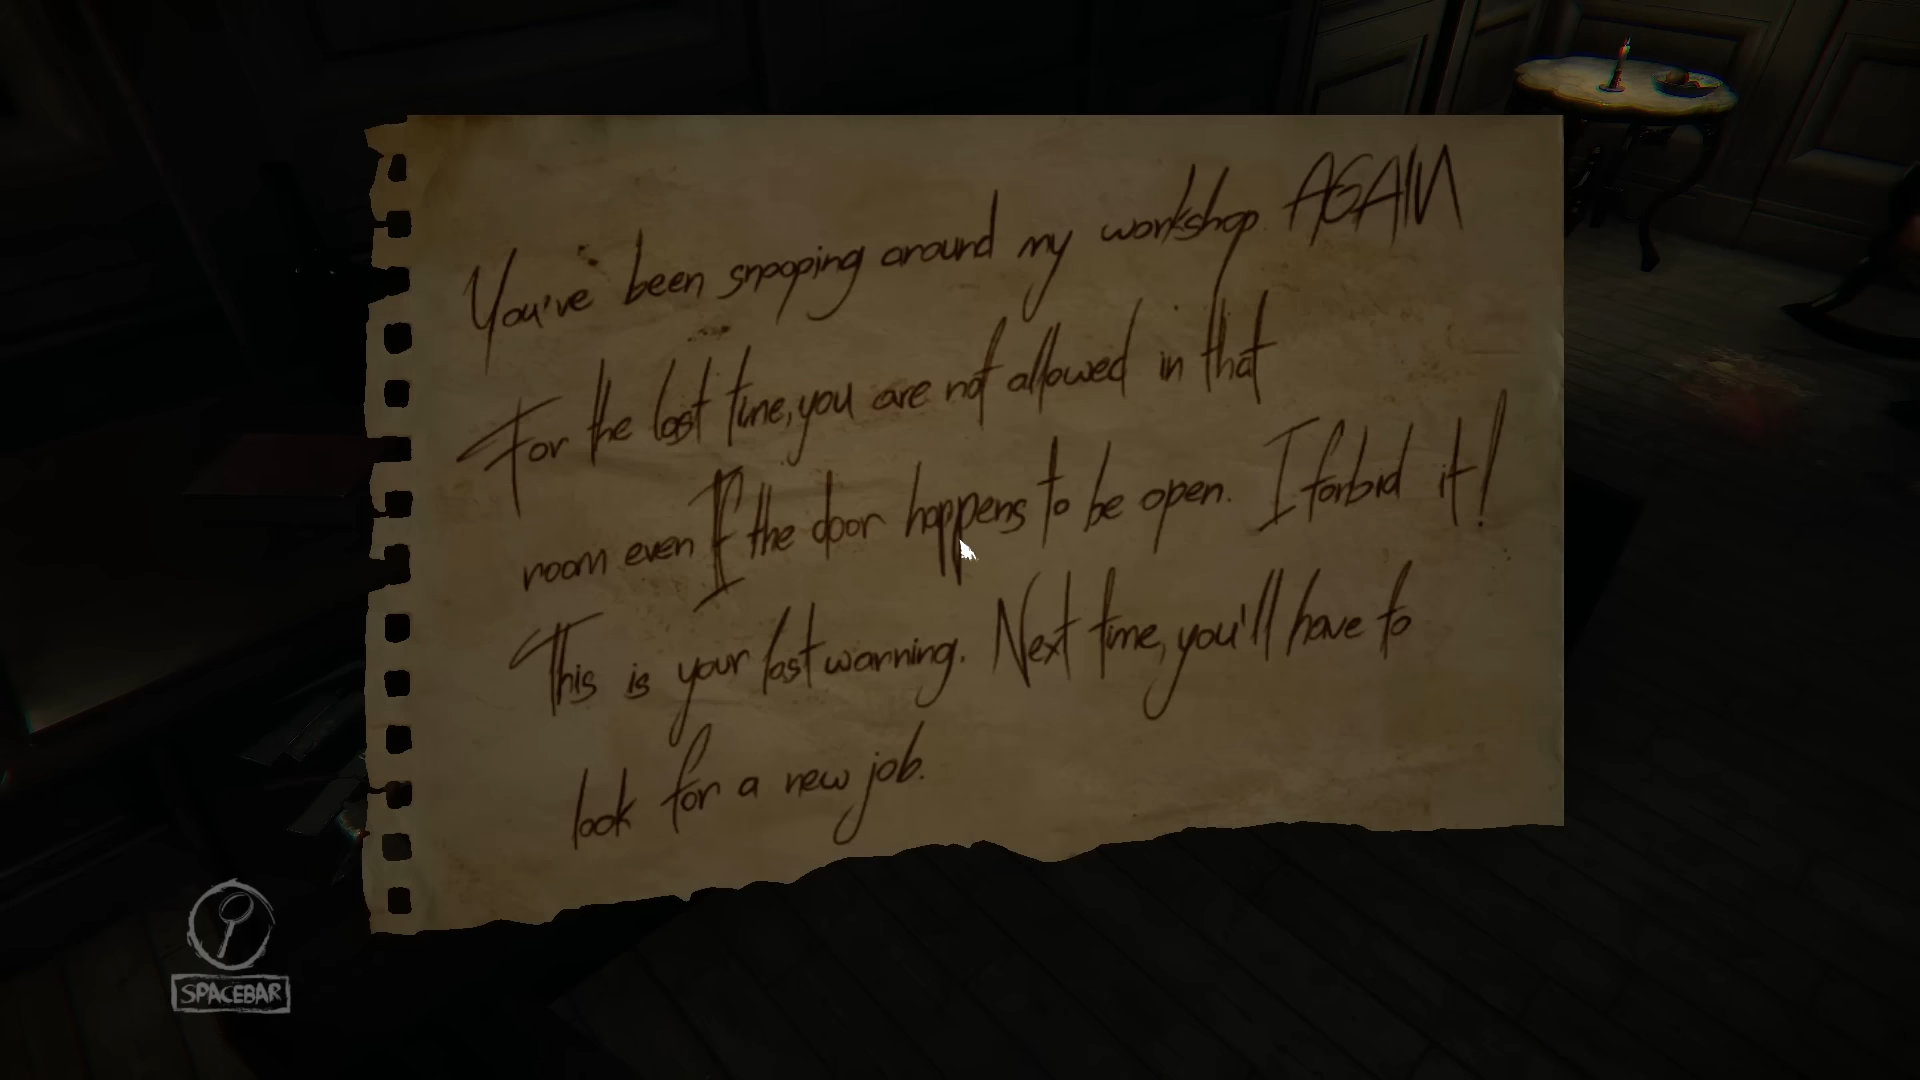 You've been snooping around my workshop AGAIN
For the last time, you are not allowed in that
room even If the door happens to be open. I forbid it!
This is your last warning. Next time, you'll have to
look for a new job.
SPACEBAR